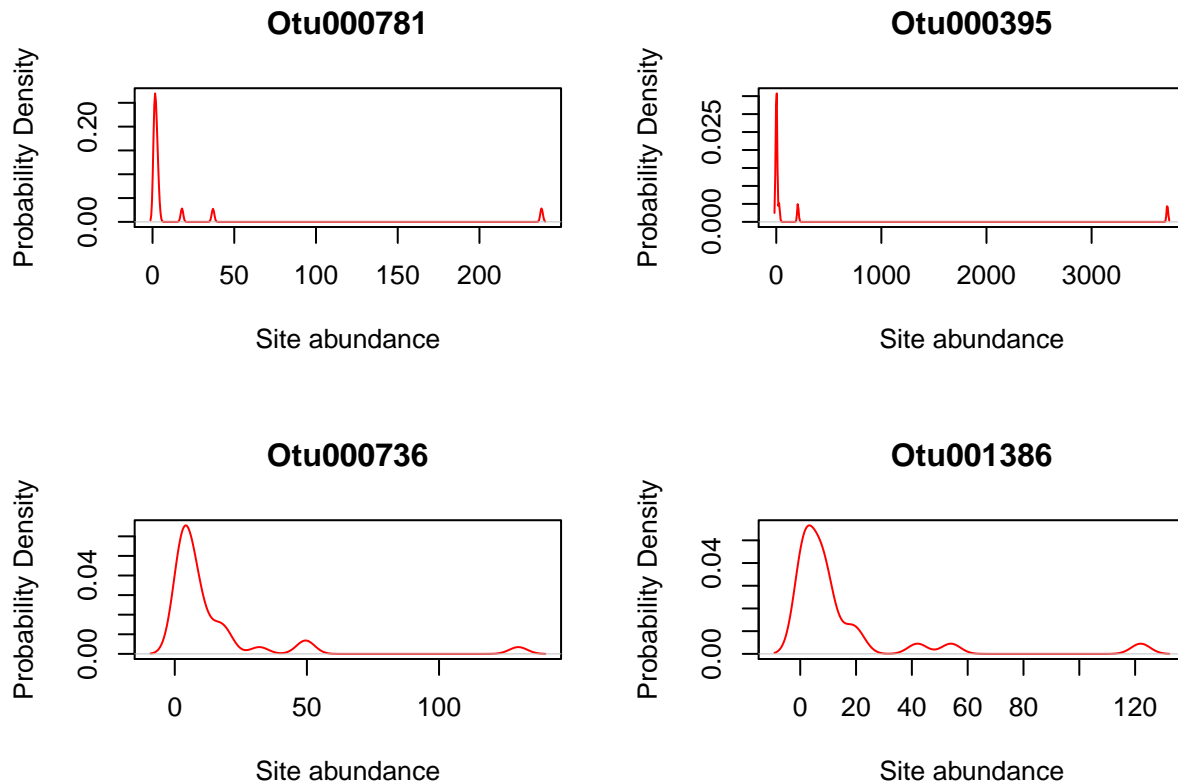 Otu000781
Probability Density
0.00 0.20
0 50 100 150 200
Site abundance
Otu000395
Probability Density
0.000 0.025
0 1000 2000 3000
Site abundance
Otu000736
Probability Density
0.00 0.04
0 50 100
Site abundance
Otu001386
Probability Density
0.00 0.04
0 20 40 60 80 120
Site abundance